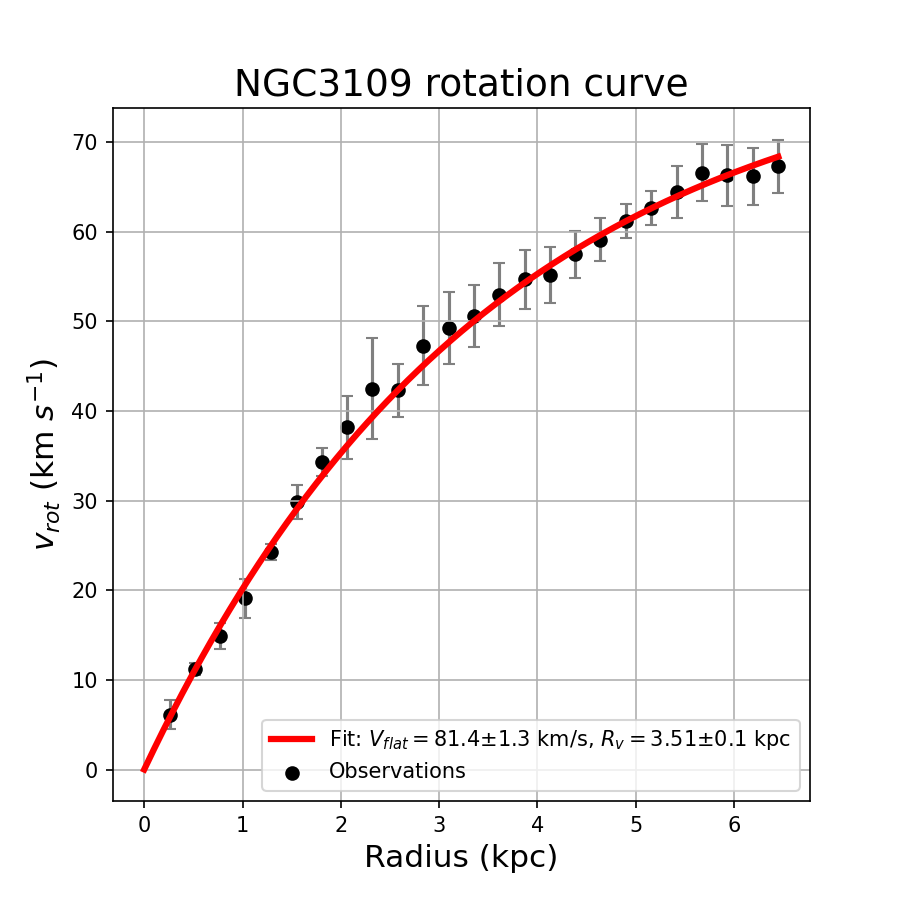 NGC3109 rotation curve
70
60
50
40
30
20
10
0
v_rot (km s⁻¹)
Fit: V_flat = 81.4±1.3 km/s, R_v = 3.51±0.1 kpc
Observations
0 1 2 3 4 5 6
Radius (kpc)